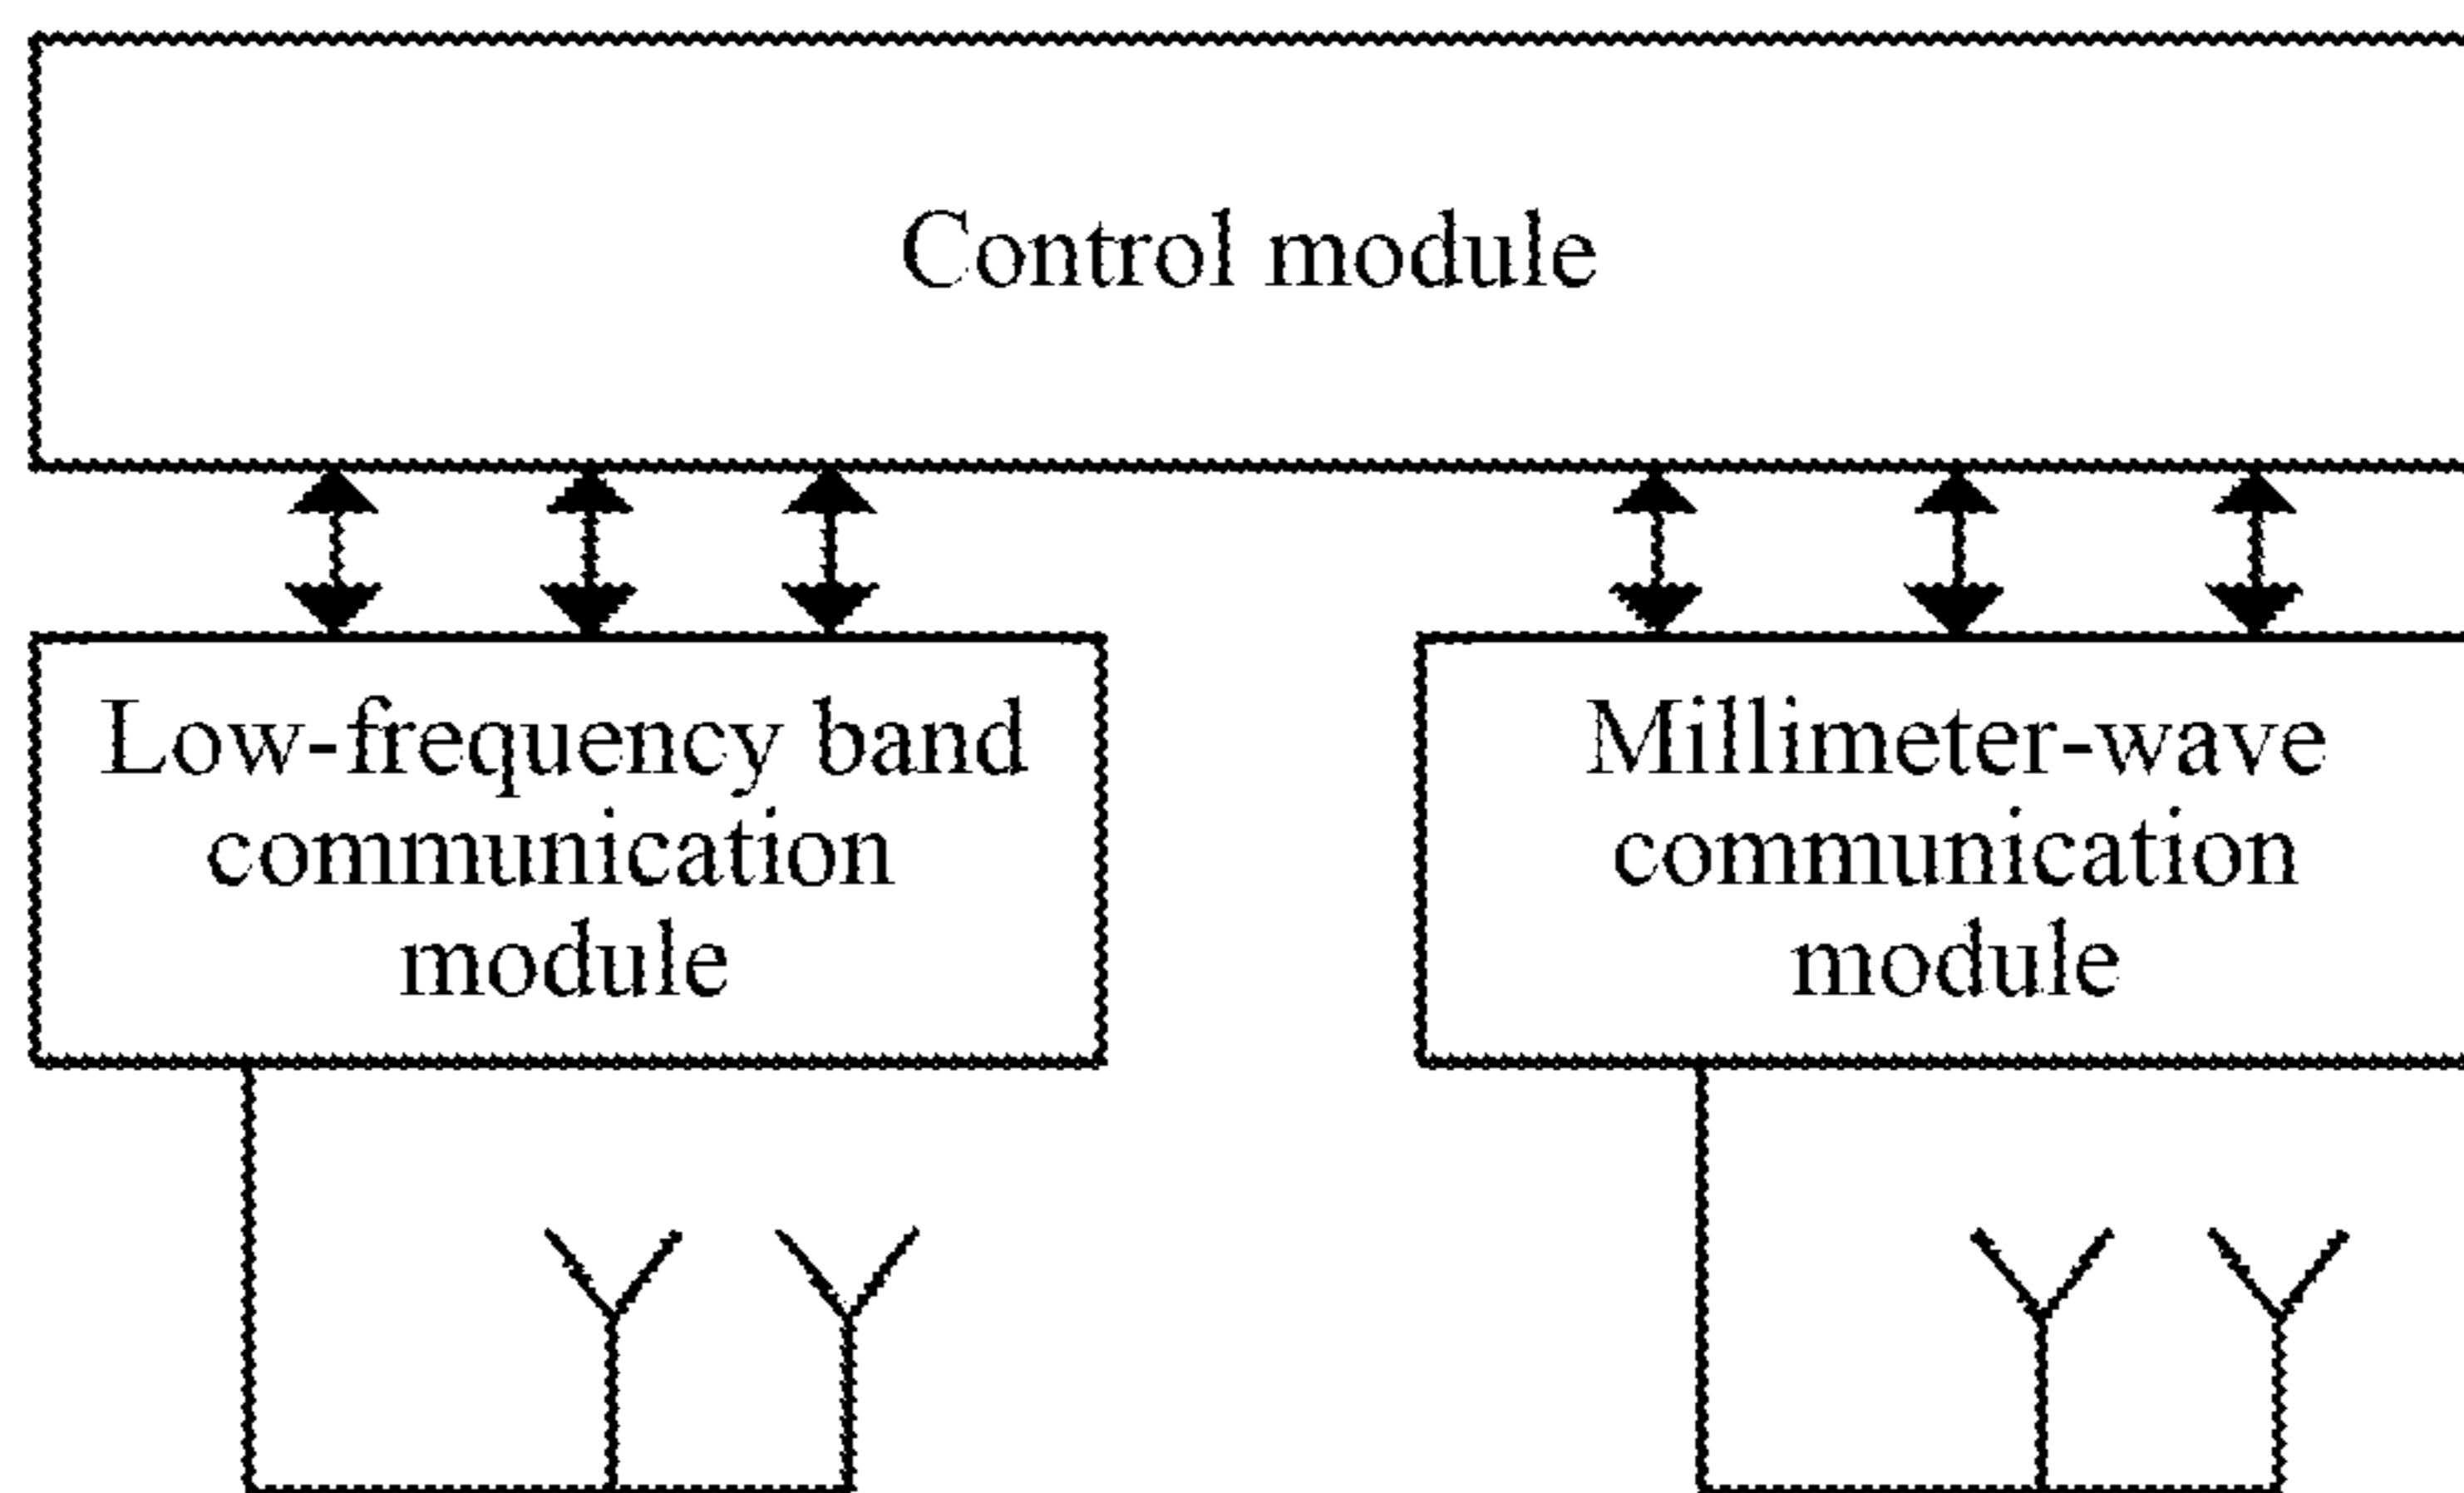 Control module
Low-frequency band
communication
module
Millimeter-wave
communication
module